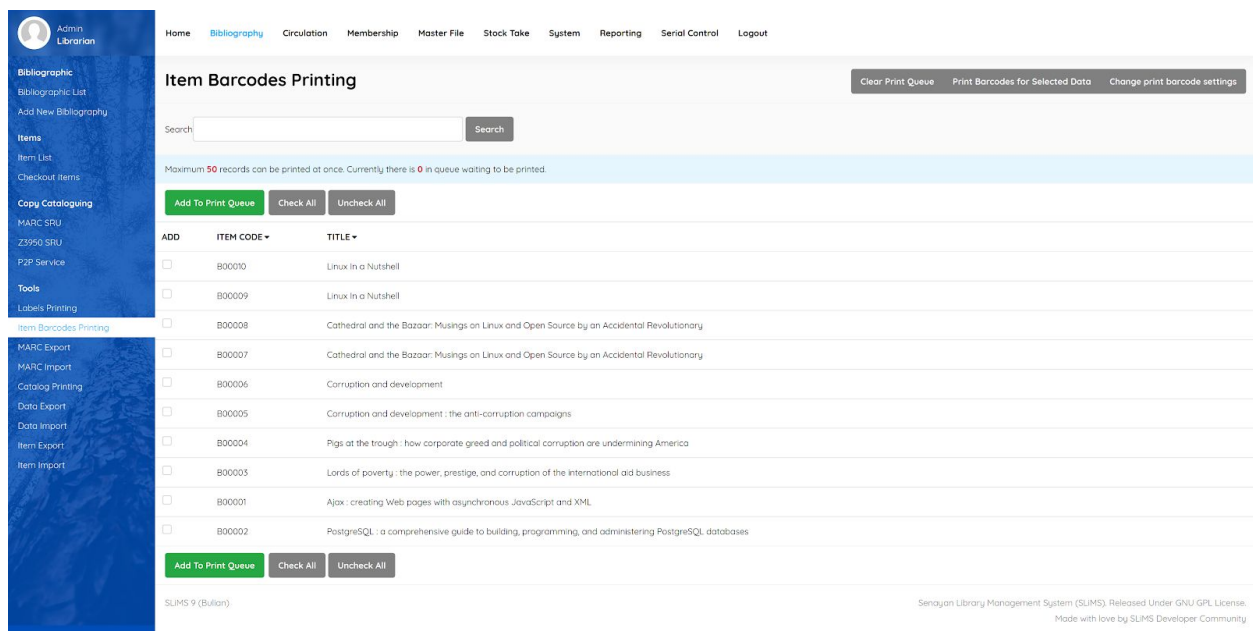 Admin
Librarian
Home Bibliography Circulation Membership Master File Stock Take System Reporting Serial Control Logout
Bibliographic
Bibliographic List
Add New Bibliography
Items
Item List
Checkout Items
Copy Cataloguing
MARC SRU
Z3950 SRU
P2P Service
Tools
Labels Printing
Item Barcodes Printing
MARC Export
MARC Import
Catalog Printing
Data Export
Data Import
Item Export
Item Import
Item Barcodes Printing
Clear Print Queue Print Barcodes for Selected Data Change print barcode settings
Search Search
Maximum 50 records can be printed at once. Currently there is 0 in queue waiting to be printed.
Add To Print Queue Check All Uncheck All
ADD ITEM CODE TITLE
B00010 Linux In a Nutshell
B00009 Linux In a Nutshell
B00008 Cathedral and the Bazaar: Musings on Linux and Open Source by an Accidental Revolutionary
B00007 Cathedral and the Bazaar: Musings on Linux and Open Source by an Accidental Revolutionary
B00006 Corruption and development
B00005 Corruption and development : the anti-corruption campaigns
B00004 Pigs at the trough : how corporate greed and political corruption are undermining America
B00003 Lords of poverty : the power, prestige, and corruption of the international aid business
B00001 Ajax : creating Web pages with asynchronous JavaScript and XML
B00002 PostgreSQL : a comprehensive guide to building, programming, and administering PostgreSQL databases
Add To Print Queue Check All Uncheck All
SLiMS 9 (Bulian) Senayan Library Management System (SLiMS). Released Under GNU GPL License.
Made with love by SLiMS Developer Community